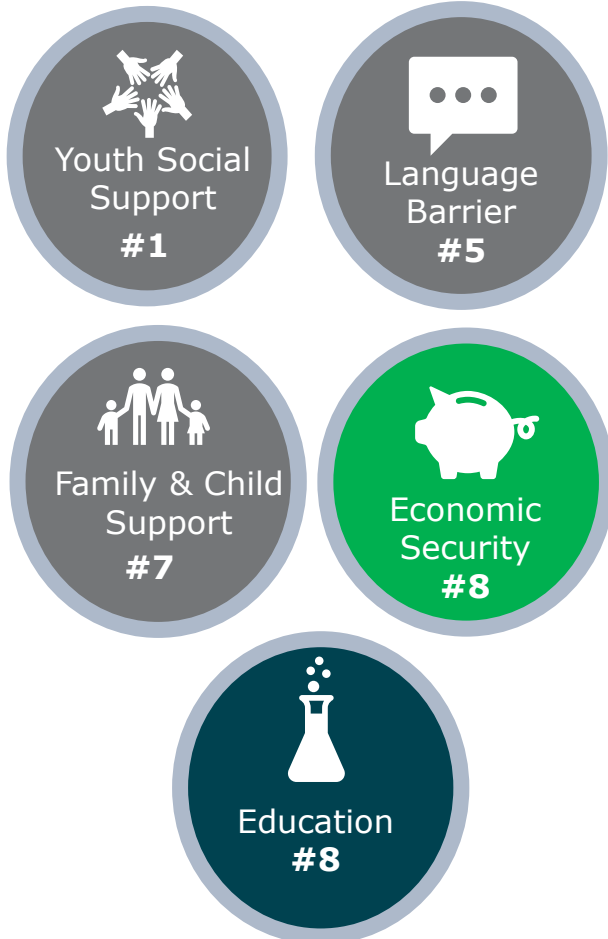 Youth Social
Support
#1
Language
Barrier
#5
Family & Child
Support
#7
Economic
Security
#8
Education
#8